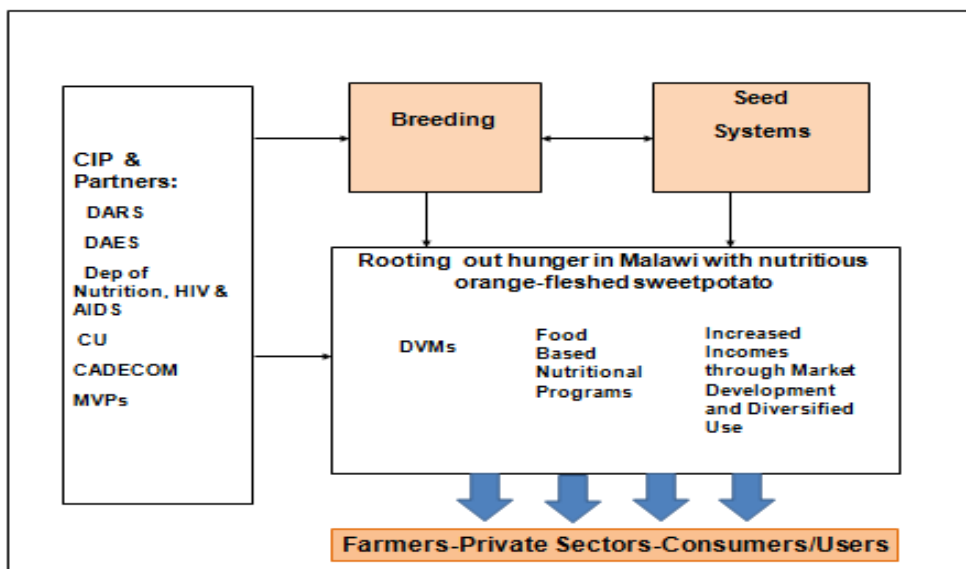 Breeding
Seed
Systems
CIP &
Partners:
DARS
DAES
Dep of
Nutrition, HIV &
AIDS
CU
CADECOM
MVPs
Rooting out hunger in Malawi with nutritious
orange-fleshed sweetpotato
DVMs
Food
Based
Nutritional
Programs
Increased
Incomes
through Market
Development
and Diversified
Use
Farmers-Private Sectors-Consumers/Users